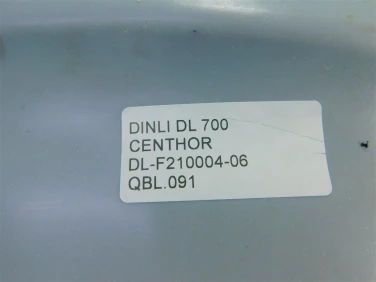 DINLI DL 700
CENTHOR
DL-F210004-06
QBL.091